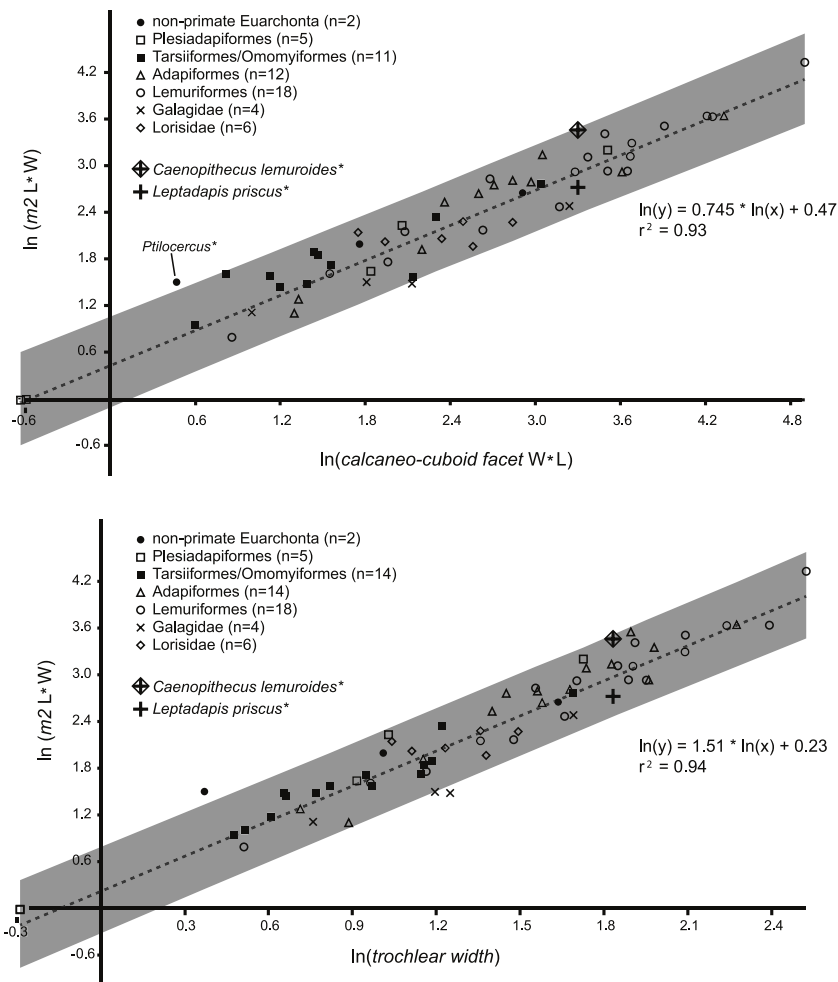 non-primate Euarchonta (n=2)
Plesiadapiformes (n=5)
Tarsiiformes/Omomyiformes (n=11)
Adapiformes (n=12)
Lemuriformes (n=18)
Galagidae (n=4)
Lorisidae (n=6)
Caenopithecus lemuroides*
Leptadapis priscus*
Ptilocercus*
ln (m2 L*W)
4.2
3.6
3.0
2.4
1.8
1.2
0.6
-0.6
ln(y) = 0.745 * ln(x) + 0.47
r² = 0.93
-0.6 0.6 1.2 1.8 2.4 3.0 3.6 4.2 4.8
ln(calcaneo-cuboid facet W*L)
non-primate Euarchonta (n=2)
Plesiadapiformes (n=5)
Tarsiiformes/Omomyiformes (n=14)
Adapiformes (n=14)
Lemuriformes (n=18)
Galagidae (n=4)
Lorisidae (n=6)
Caenopithecus lemuroides*
Leptadapis priscus*
ln (m2 L*W)
4.2
3.6
3.0
2.4
1.8
1.2
0.6
-0.6
ln(y) = 1.51 * ln(x) + 0.23
r² = 0.94
-0.3 0.3 0.6 0.9 1.2 1.5 1.8 2.1 2.4
ln(trochlear width)